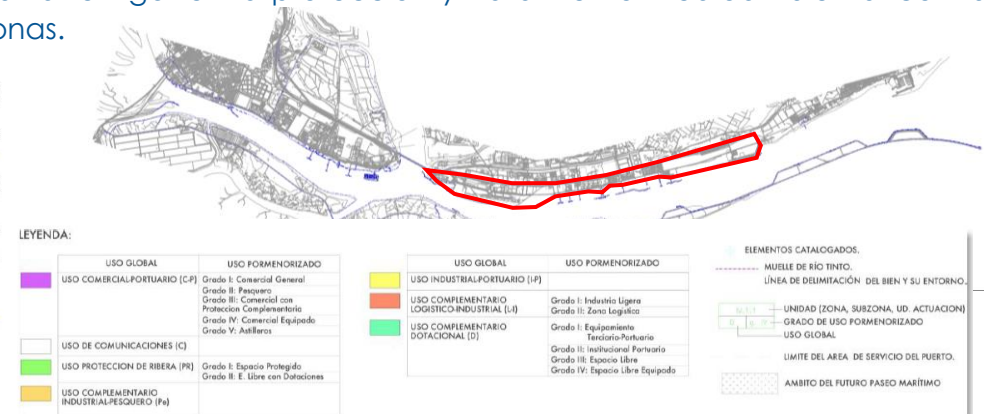 onas.
LEYENDA:
USO GLOBAL USO PORMENORIZADO
USO COMERCIAL-PORTUARIO (C-P) Grado I: Comercial General
Grado II: Pesquero
Grado III: Comercial con
Proteccion Complementaria
Grado IV: Comercial Equipado
Grado V: Astilleros
USO DE COMUNICACIONES (C)
USO PROTECCION DE RIBERA (PR) Grado I: Espacio Protegido
Grado II: E. Libre con Dotaciones
USO COMPLEMENTARIO
INDUSTRIAL-PESQUERO (Pe)
USO GLOBAL USO PORMENORIZADO
USO INDUSTRIAL-PORTUARIO (I-P)
USO COMPLEMENTARIO
LOGISTICO-INDUSTRIAL (L-I)
Grado I: Industria Ligera
Grado II: Zona Logistica
USO COMPLEMENTARIO
DOTACIONAL (D)
Grado I: Equipamiento
Terciario-Portuario
Grado II: Institucional Portuario
Grado III: Espacio Libre
Grado IV: Espacio Libre Equipado
ELEMENTOS CATALOGADOS.
MUELLE DE RÍO TINTO.
LÍNEA DE DELIMITACIÓN DEL BIEN Y SU ENTORNO.
UNIDAD (ZONA, SUBZONA, UD. ACTUACION)
GRADO DE USO PORMENORIZADO
USO GLOBAL
LIMITE DEL AREA DE SERVICIO DEL PUERTO.
AMBITO DEL FUTURO PASEO MARÍTIMO